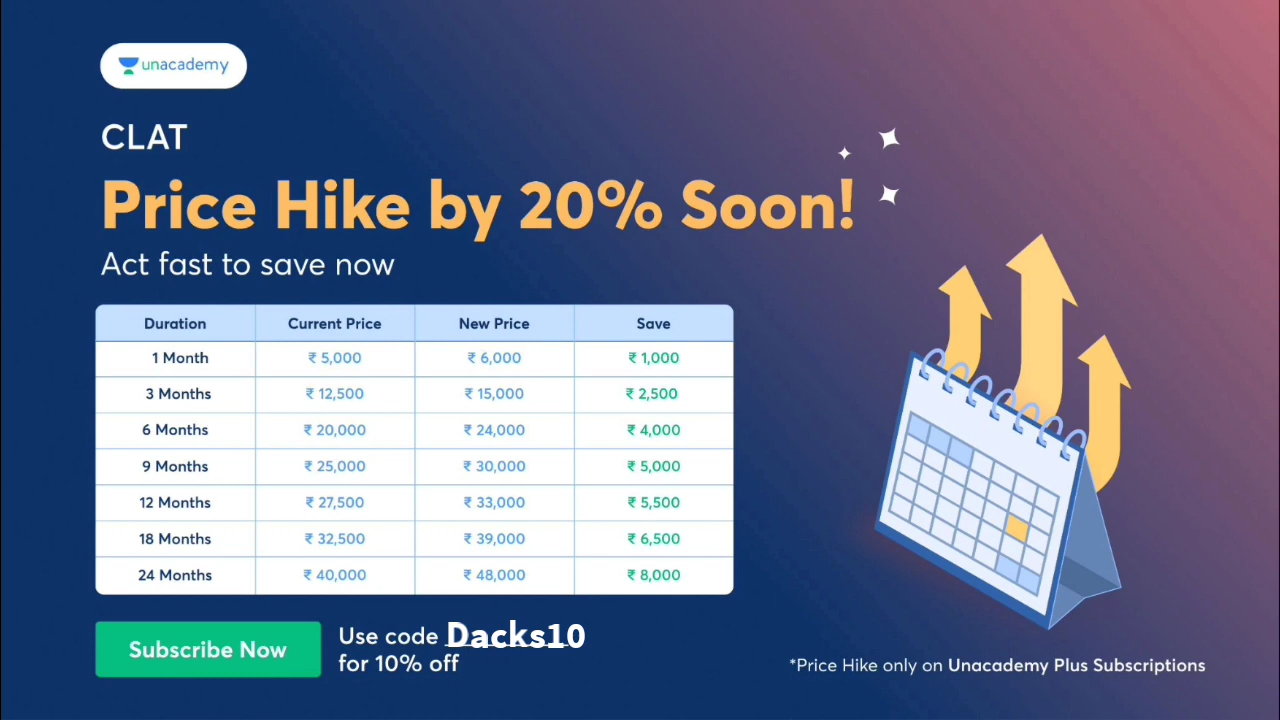 unacademy
CLAT
Price Hike by 20% Soon!
Act fast to save now
Duration Current Price New Price Save
1 Month ₹ 5,000 ₹ 6,000 ₹ 1,000
3 Months ₹ 12,500 ₹ 15,000 ₹ 2,500
6 Months ₹ 20,000 ₹ 24,000 ₹ 4,000
9 Months ₹ 25,000 ₹ 30,000 ₹ 5,000
12 Months ₹ 27,500 ₹ 33,000 ₹ 5,500
18 Months ₹ 32,500 ₹ 39,000 ₹ 6,500
24 Months ₹ 40,000 ₹ 48,000 ₹ 8,000
Subscribe Now
Use code Dacks10
for 10% off
*Price Hike only on Unacademy Plus Subscriptions